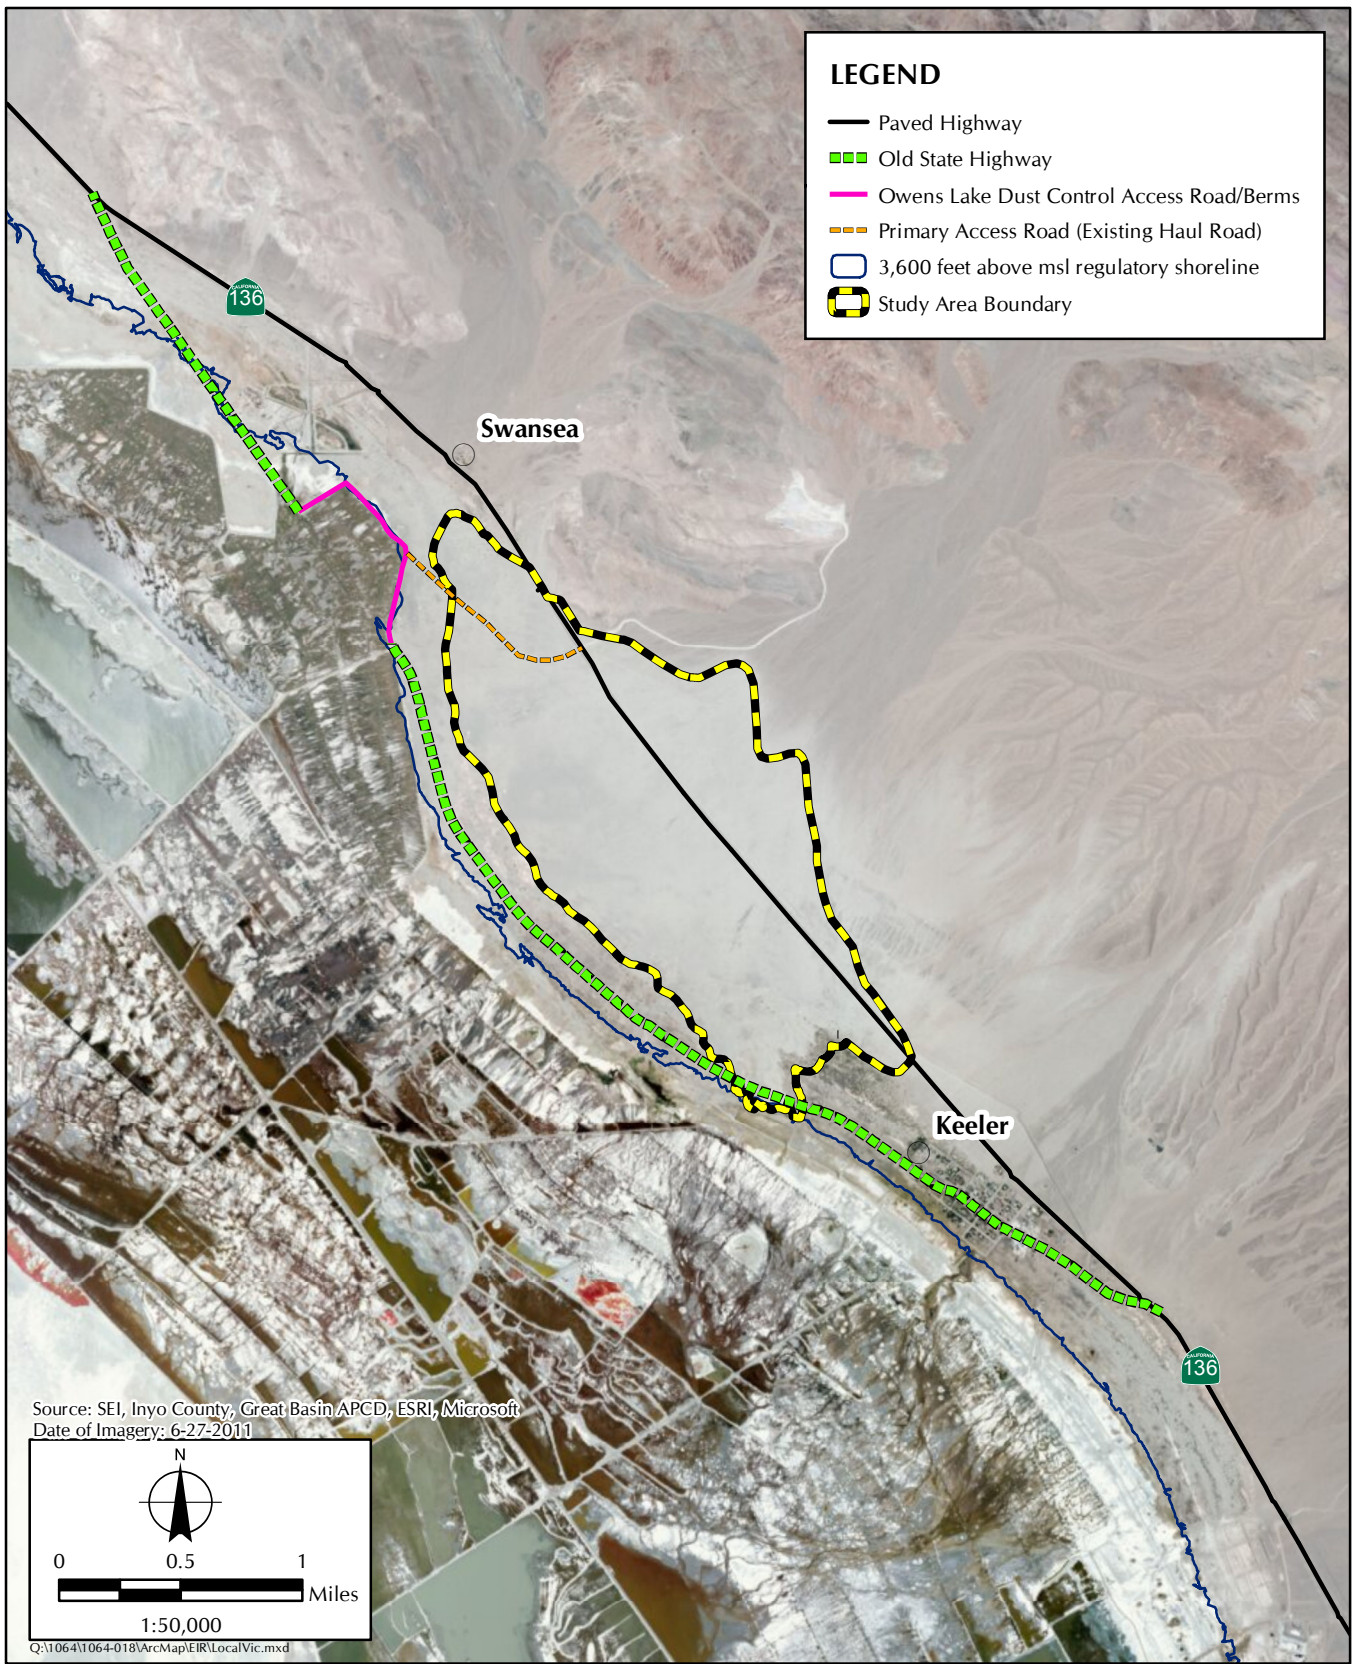 LEGEND
Paved Highway
Old State Highway
Owens Lake Dust Control Access Road/Berms
Primary Access Road (Existing Haul Road)
3,600 feet above msl regulatory shoreline
Study Area Boundary
CALIFORNIA
136
Swansea
Keeler
CALIFORNIA
136
Source: SEI, Inyo County, Great Basin APCD, ESRI, Microsoft
Date of Imagery: 6-27-2011
N
0 0.5 1
Miles
1:50,000
Q:\1064\1064-018\ArcMap\EIR\LocalVic.mxd